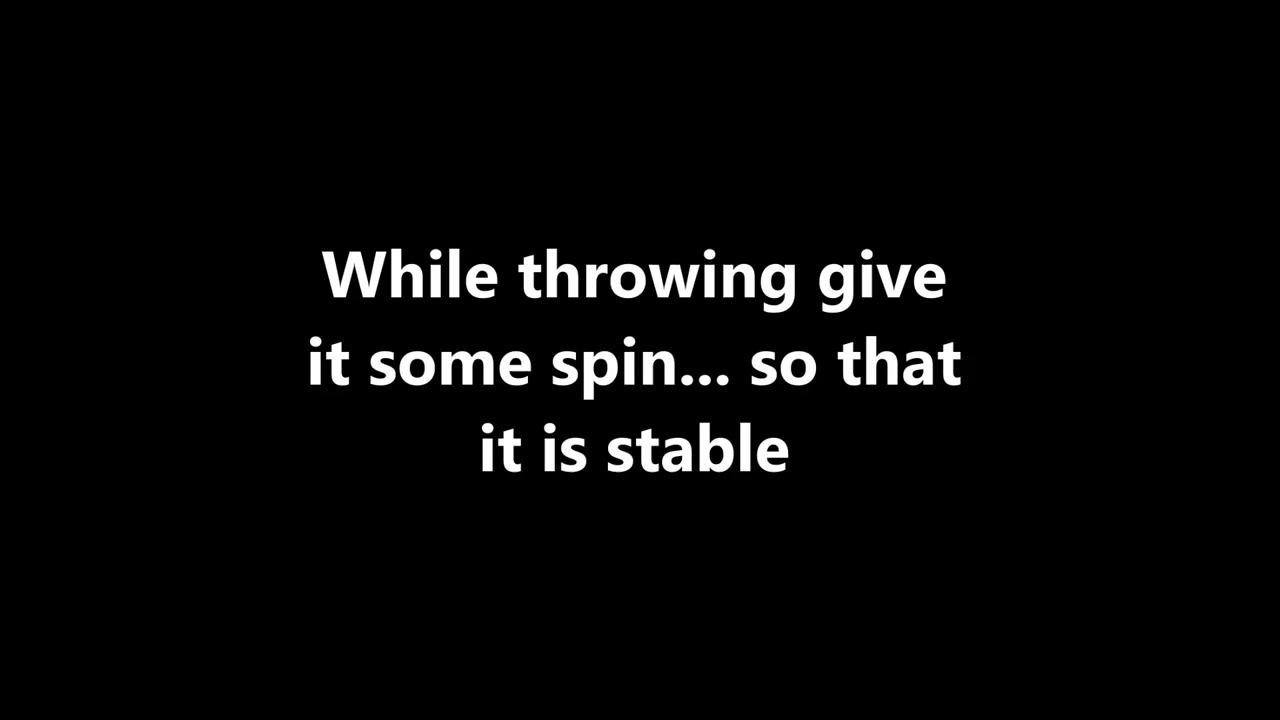 While throwing give
it some spin... so that
it is stable